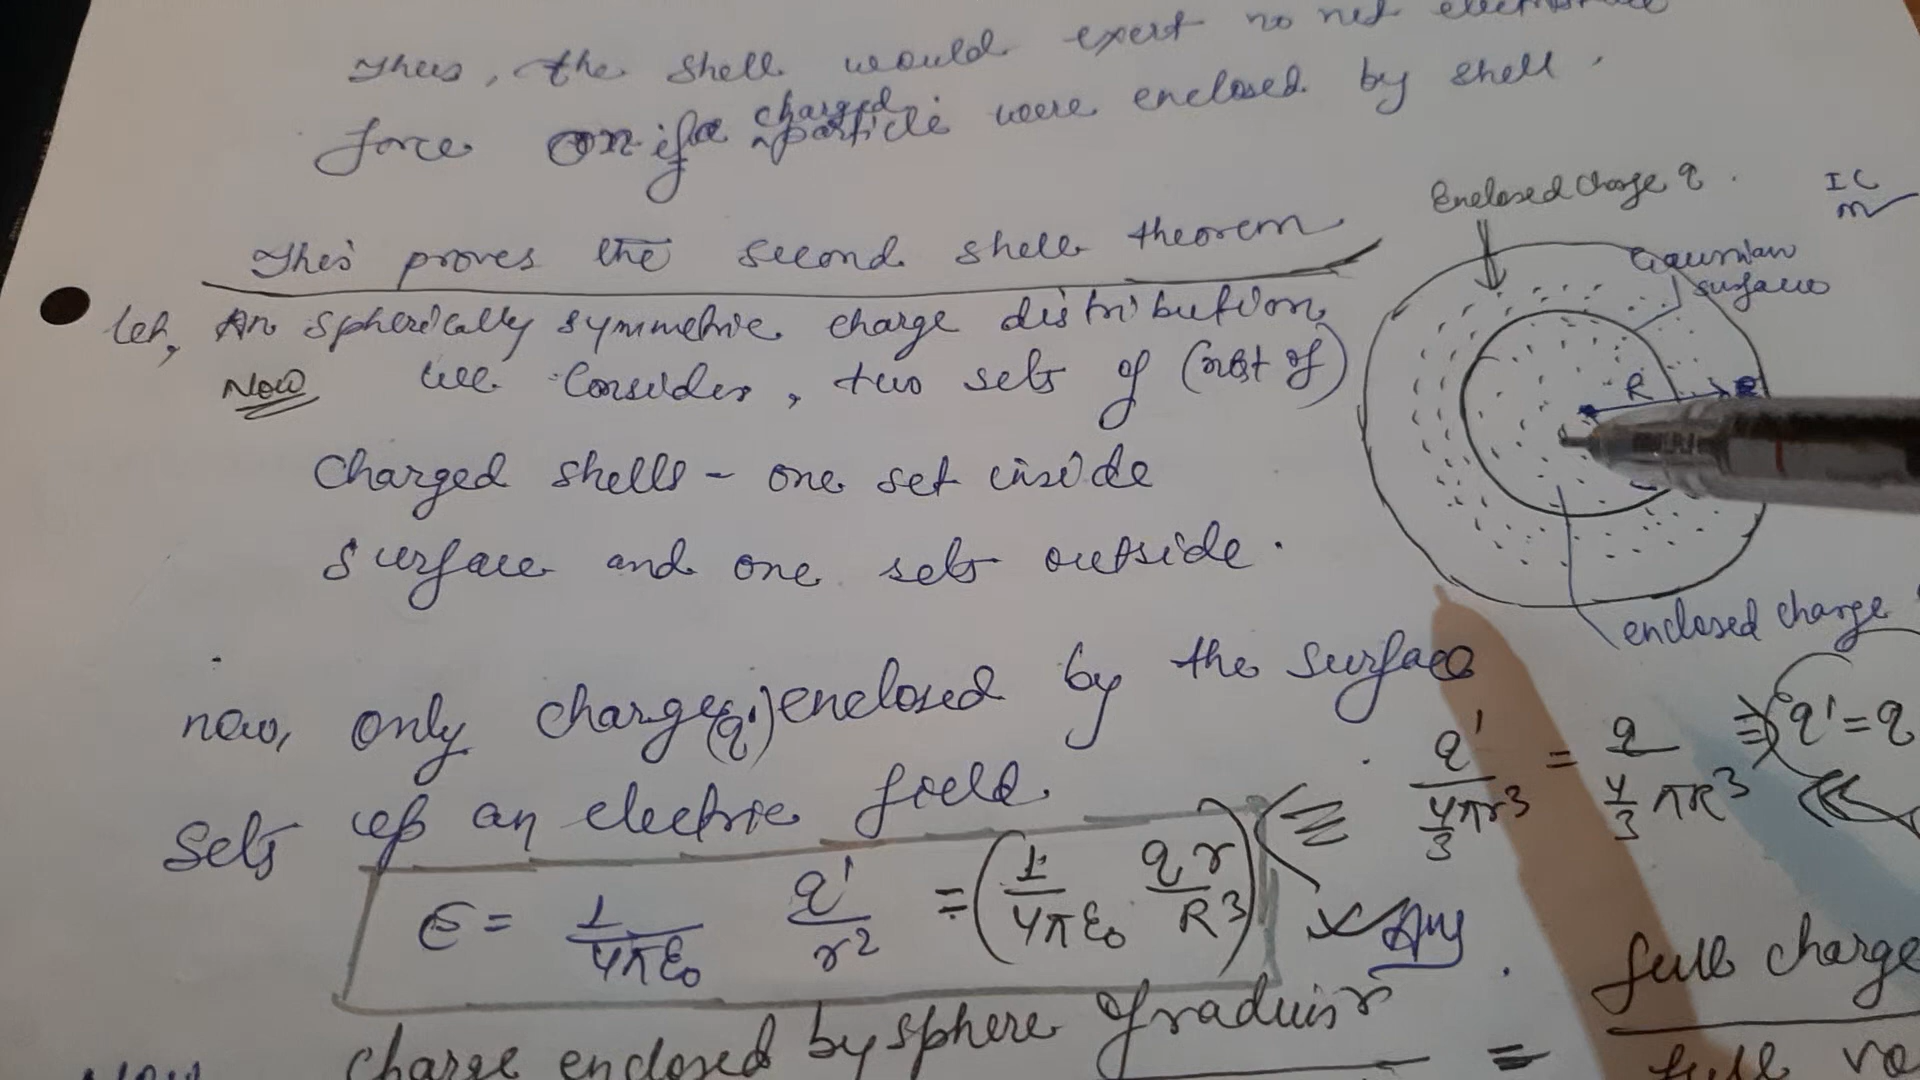 Thus, the shell would exert no net
force on if a charged particle were enclosed by shell.
This proves the second shell theorem
Enclosed charge q.
Gaussian
surface
R
Let, An spherically symmetric charge distribution,
Now we Consider, two sets of (not of)
Charged shells - one set inside
surface and one sets outside.
enclosed charge
now, only charge(q') enclosed by the surface
sets up an electric field.
q'/(4/3 πr³) = q/(4/3 πR³) ⇒ q' = q
E = 1/(4πε₀) q'/r² = (1/(4πε₀) qr/R³) Ans
charge enclosed by sphere of radius r = full charge
full